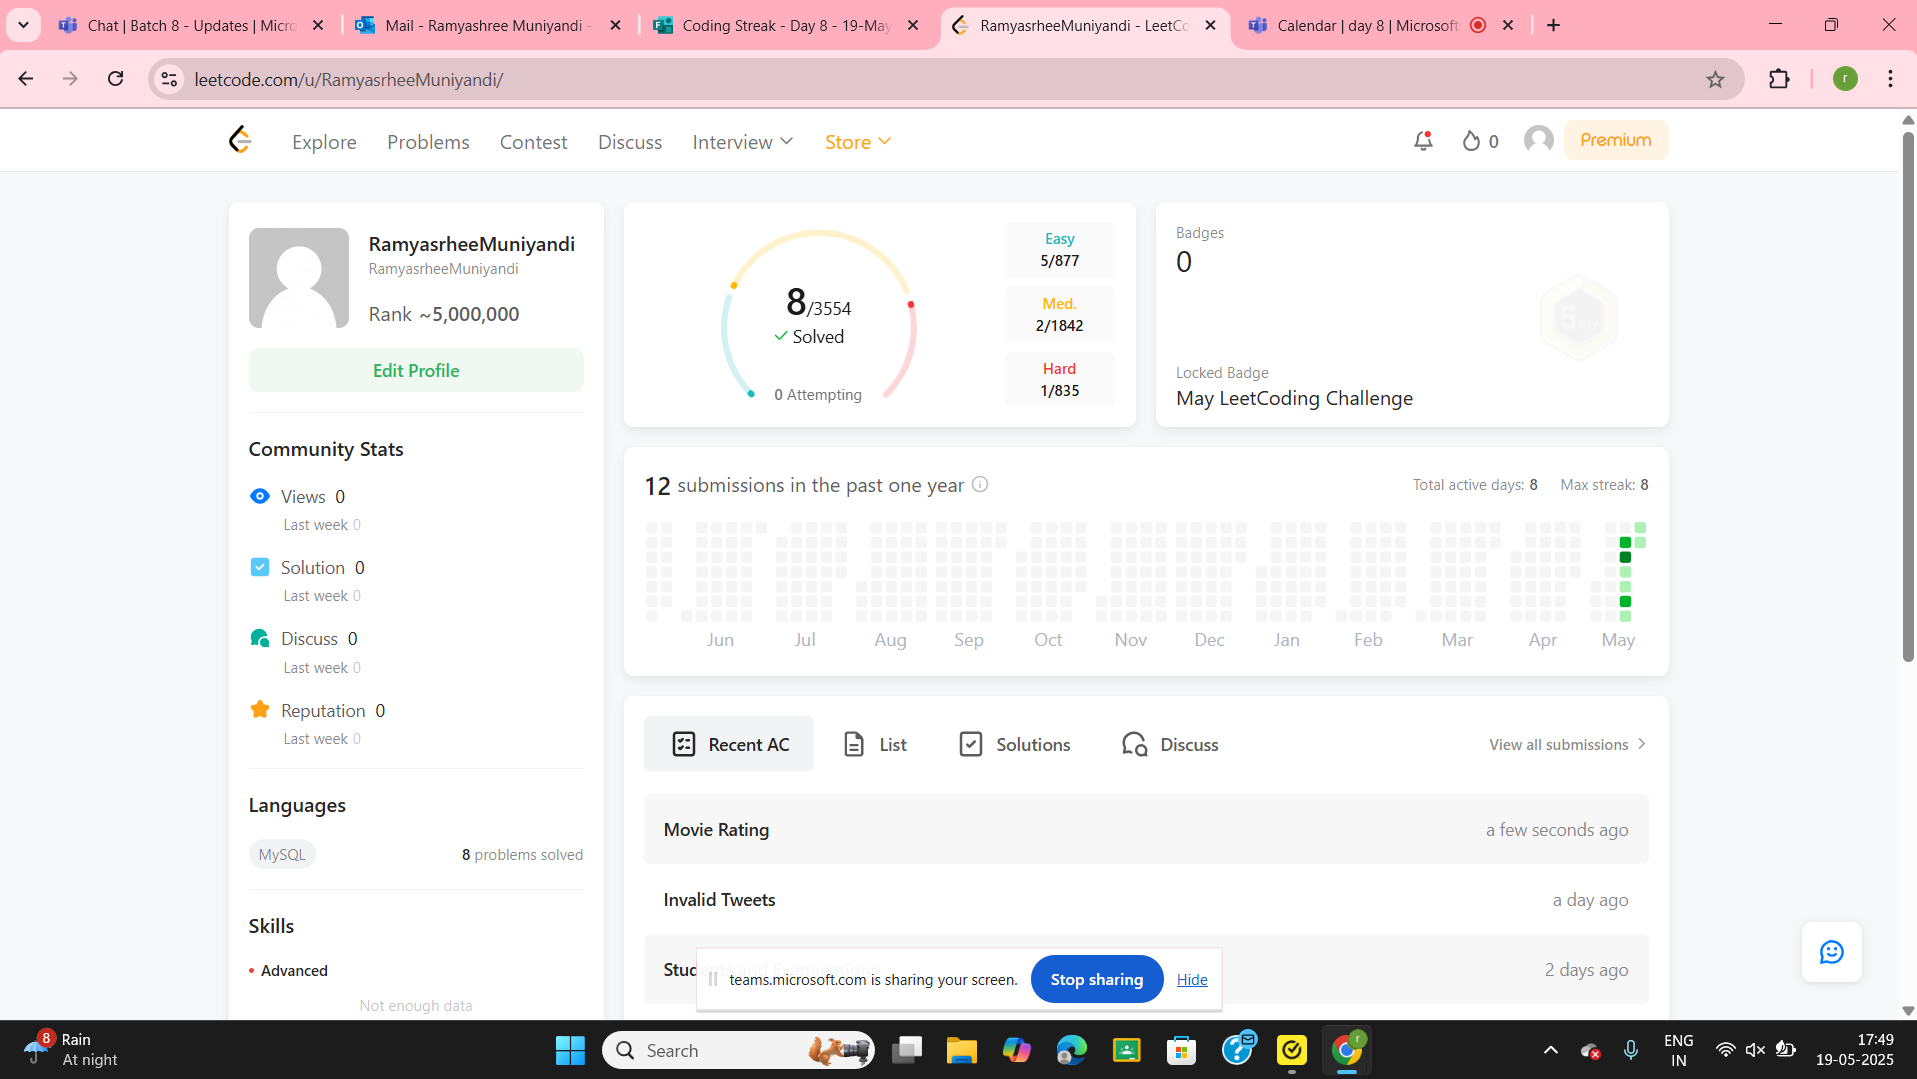 Chat | Batch 8 - Updates | Micro
Mail - Ramyashree Muniyandi -
Coding Streak - Day 8 - 19-May
RamyasrheeMuniyandi - LeetCo
Calendar | day 8 | Microsoft
leetcode.com/u/RamyasrheeMuniyandi/
r
Explore
Problems
Contest
Discuss
Interview
Store
0
Premium
RamyasrheeMuniyandi
RamyasrheeMuniyandi
Rank ~5,000,000
Edit Profile
Community Stats
Views 0
Last week 0
Solution 0
Last week 0
Discuss 0
Last week 0
Reputation 0
Last week 0
Languages
MySQL
8 problems solved
Skills
Advanced
Not enough data
8/3554
Solved
0 Attempting
Easy
5/877
Med.
2/1842
Hard
1/835
Badges
0
Locked Badge
May LeetCoding Challenge
12 submissions in the past one year
Total active days: 8 Max streak: 8
Jun Jul Aug Sep Oct Nov Dec Jan Feb Mar Apr May
Recent AC
List
Solutions
Discuss
View all submissions
Movie Rating
a few seconds ago
Invalid Tweets
a day ago
Students and Examinations
2 days ago
teams.microsoft.com is sharing your screen.
Stop sharing
Hide
8
Rain
At night
Search
r
ENG
IN
17:49
19-05-2025